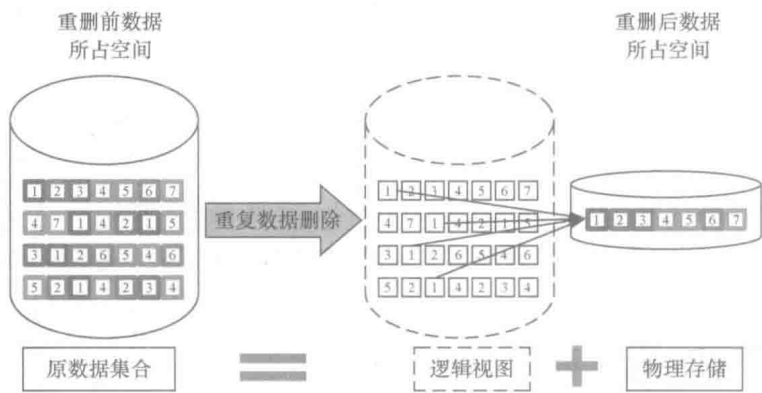 重删前数据
所占空间
重删后数据
所占空间
1 2 3 4 5 6 7
4 7 1 4 2 1 5
3 1 2 6 5 4 6
5 2 1 4 2 3 4
重复数据删除
1 2 3 4 5 6 7
4 7 1 4 2 1 5
3 1 2 6 5 4 6
5 2 1 4 2 3 4
1 2 3 4 5 6 7
原数据集合
=
逻辑视图
+
物理存储